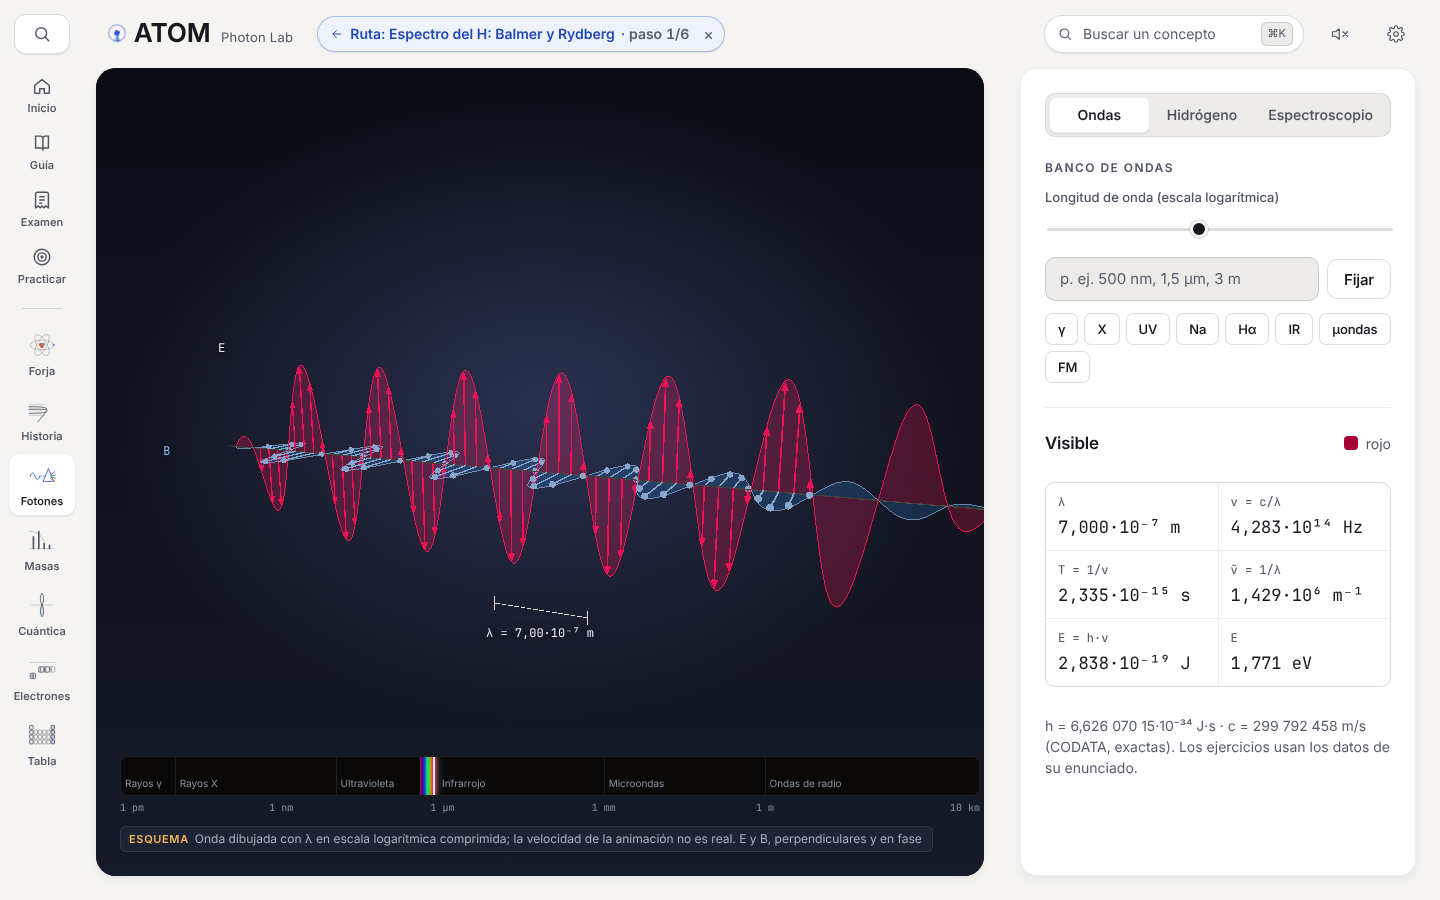 ATOM Photon Lab
← Ruta: Espectro del H: Balmer y Rydberg · paso 1/6 ×
Buscar un concepto ⌘K
Inicio
Guía
Examen
Practicar
Forja
Historia
Fotones
Masas
Cuántica
Electrones
Tabla
E
B
λ = 7,00·10⁻⁷ m
Rayos γ
Rayos X
Ultravioleta
Infrarrojo
Microondas
Ondas de radio
1 pm
1 nm
1 µm
1 mm
1 m
10 km
ESQUEMA Onda dibujada con λ en escala logarítmica comprimida; la velocidad de la animación no es real. E y B, perpendiculares y en fase
Ondas
Hidrógeno
Espectroscopio
BANCO DE ONDAS
Longitud de onda (escala logarítmica)
p. ej. 500 nm, 1,5 µm, 3 m
Fijar
γ
X
UV
Na
Hα
IR
µondas
FM
Visible
rojo
λ
7,000·10⁻⁷ m
ν = c/λ
4,283·10¹⁴ Hz
T = 1/ν
2,335·10⁻¹⁵ s
ṽ = 1/λ
1,429·10⁶ m⁻¹
E = h·ν
2,838·10⁻¹⁹ J
E
1,771 eV
h = 6,626 070 15·10⁻³⁴ J·s · c = 299 792 458 m/s
(CODATA, exactas). Los ejercicios usan los datos de
su enunciado.